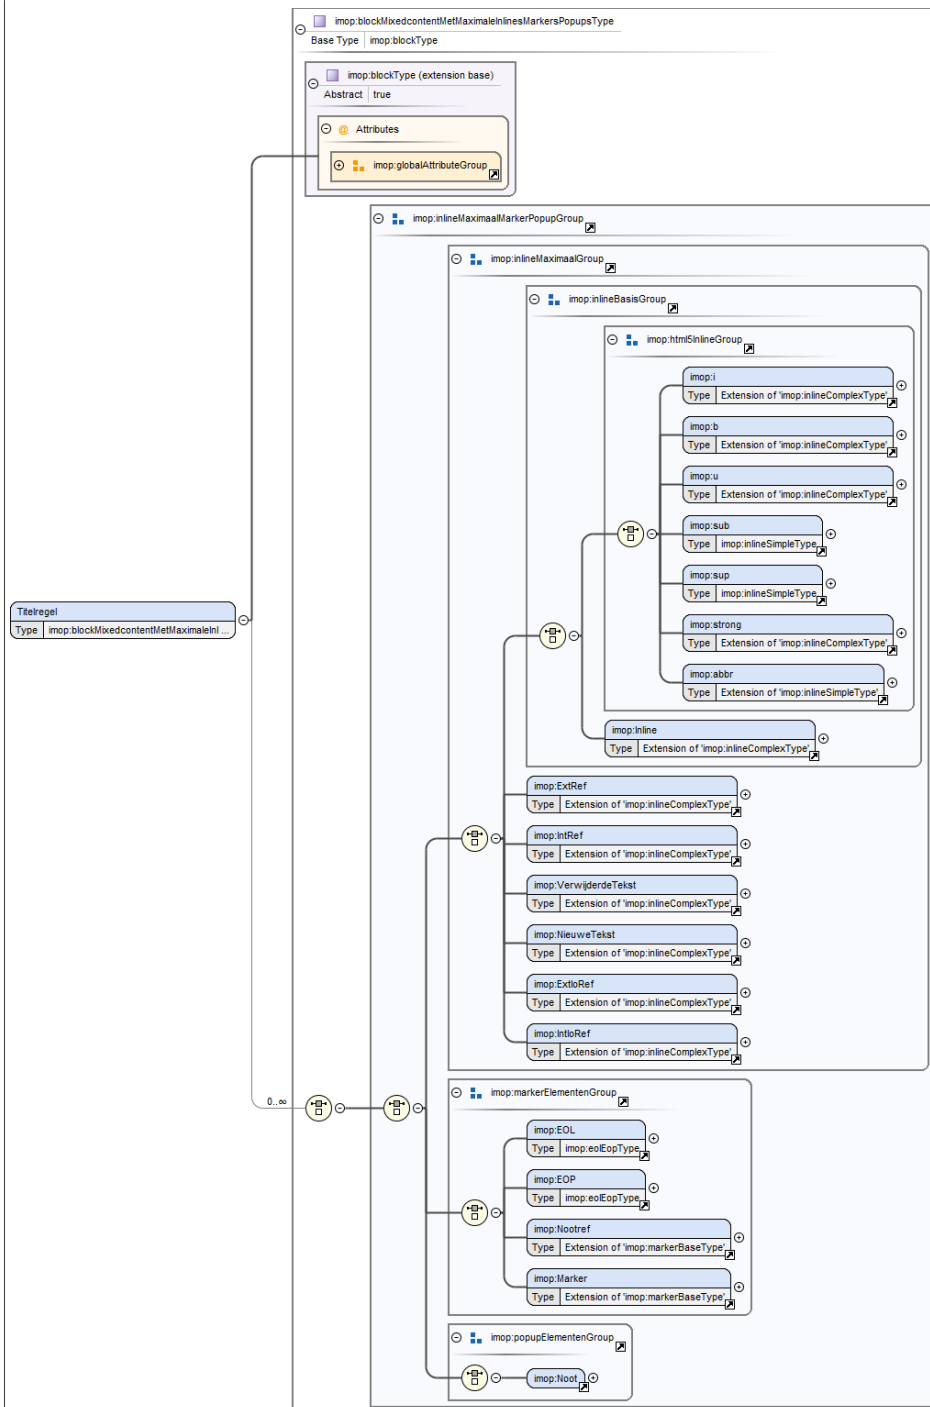 imop:blockMixedcontentMetMaximaleInlinesMarkersPopupsType
Base Type imop:blockType
imop:blockType (extension base)
Abstract true
@ Attributes
imop:globalAttributeGroup
imop:inlineMaximaalMarkerPopupGroup
imop:inlineMaximaalGroup
imop:inlineBasisGroup
imop:html5InlineGroup
imop:i
Type Extension of 'imop:inlineComplexType'
imop:b
Type Extension of 'imop:inlineComplexType'
imop:u
Type Extension of 'imop:inlineComplexType'
imop:sub
Type imop:inlineSimpleType
imop:sup
Type imop:inlineSimpleType
imop:strong
Type Extension of 'imop:inlineComplexType'
imop:abbr
Type Extension of 'imop:inlineSimpleType'
imop:Inline
Type Extension of 'imop:inlineComplexType'
Titelregel
Type imop:blockMixedcontentMetMaximaleInl ...
imop:ExtRef
Type Extension of 'imop:inlineComplexType'
imop:IntRef
Type Extension of 'imop:inlineComplexType'
imop:VerwijderdeTekst
Type Extension of 'imop:inlineComplexType'
imop:NieuweTekst
Type Extension of 'imop:inlineComplexType'
imop:ExtIoRef
Type Extension of 'imop:inlineComplexType'
imop:IntIoRef
Type Extension of 'imop:inlineComplexType'
0..∞
imop:markerElementenGroup
imop:EOL
Type imop:eolEopType
imop:EOP
Type imop:eolEopType
imop:Nootref
Type Extension of 'imop:markerBaseType'
imop:Marker
Type Extension of 'imop:markerBaseType'
imop:popupElementenGroup
imop:Noot